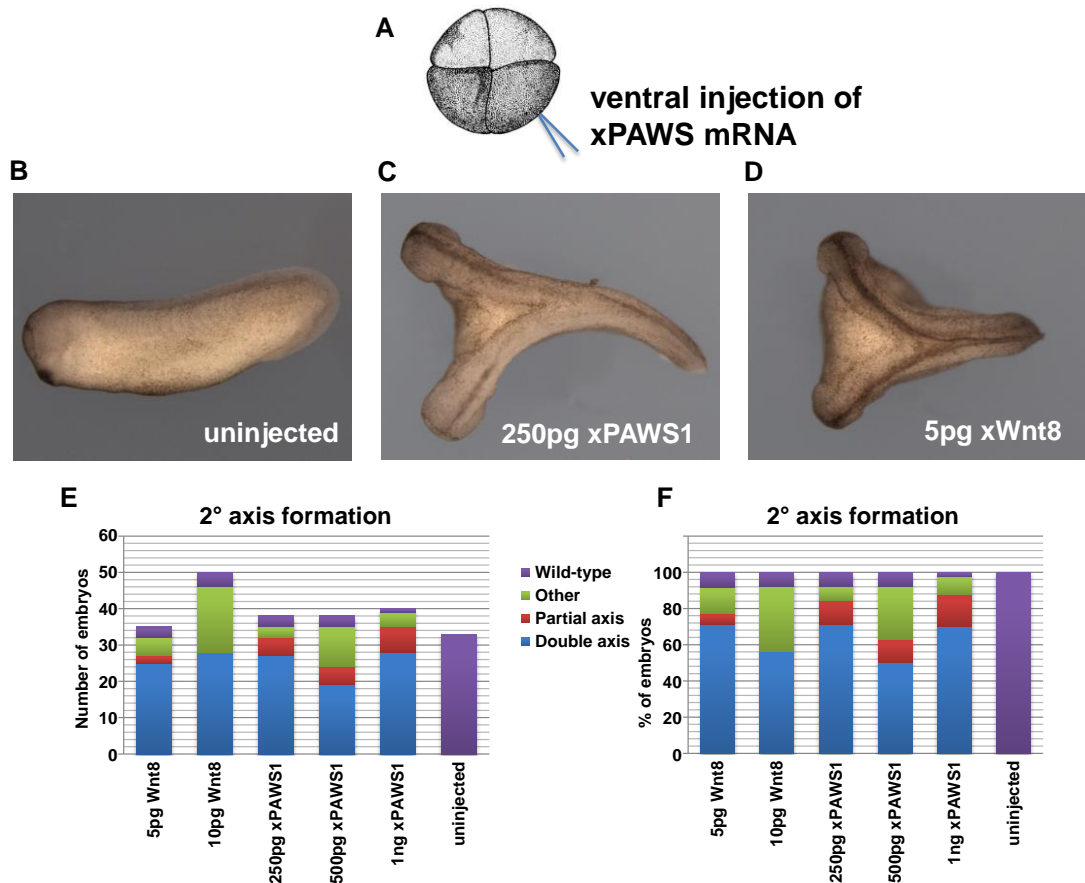 A
ventral injection of
xPAWS mRNA
B
C
D
uninjected
250pg xPAWS1
5pg xWnt8
E
2° axis formation
60
50
40
30
20
10
0
Number of embryos
5pg Wnt8
10pg Wnt8
250pg xPAWS1
500pg xPAWS1
1ng xPAWS1
uninjected
Wild-type
Other
Partial axis
Double axis
F
2° axis formation
100
80
60
40
20
0
% of embryos
5pg Wnt8
10pg Wnt8
250pg xPAWS1
500pg xPAWS1
1ng xPAWS1
uninjected